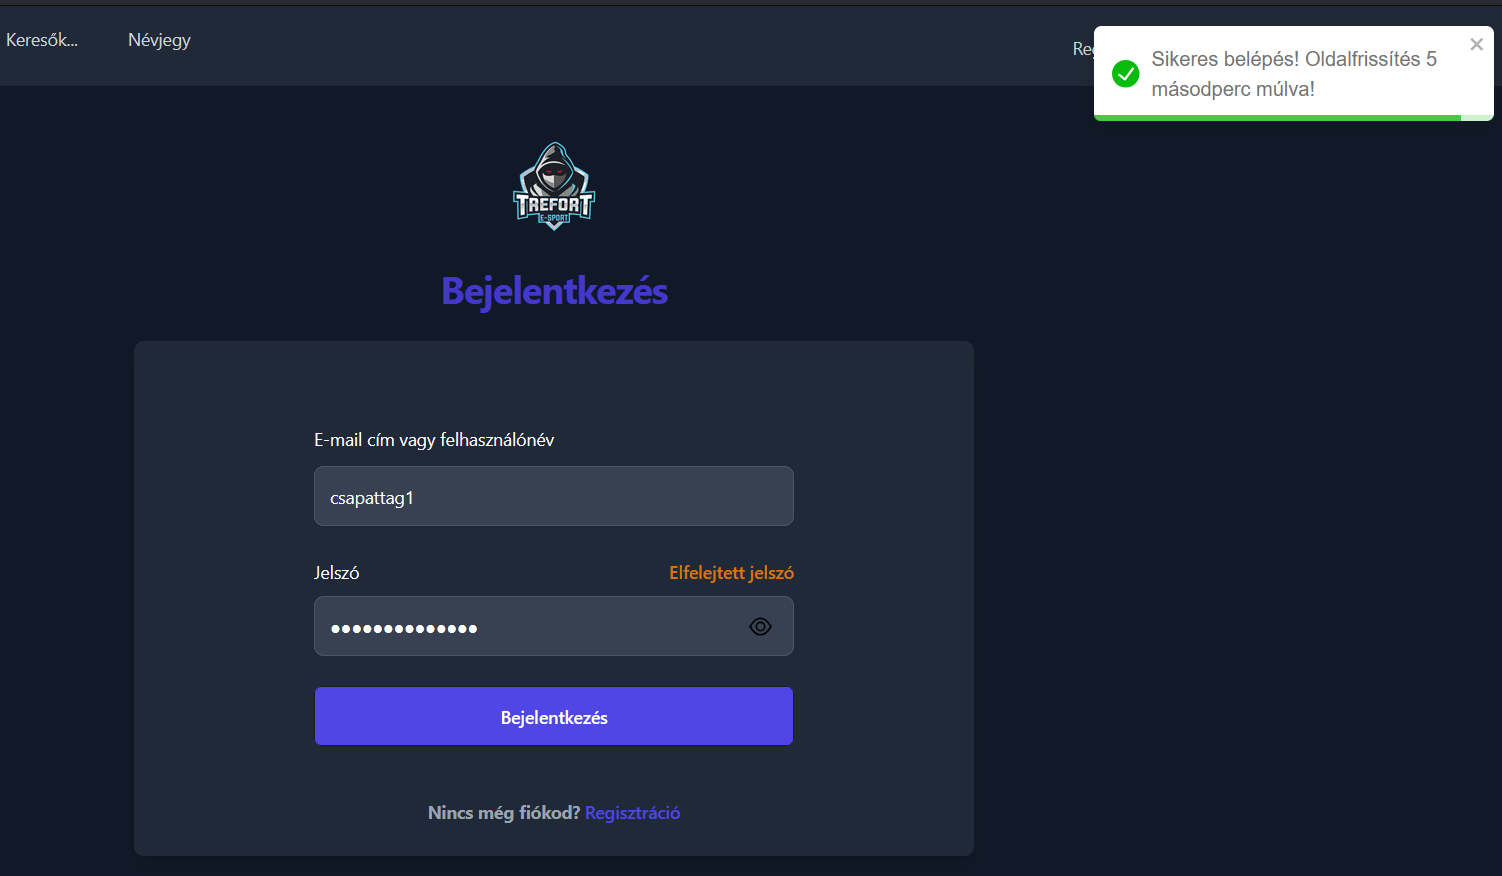 Keresők...
Névjegy
Reg
Sikeres belépés! Oldalfrissítés 5
másodperc múlva!
TREFORT
E-SPORT
Bejelentkezés
E-mail cím vagy felhasználónév
csapattag1
Jelszó
Elfelejtett jelszó
Bejelentkezés
Nincs még fiókod? Regisztráció